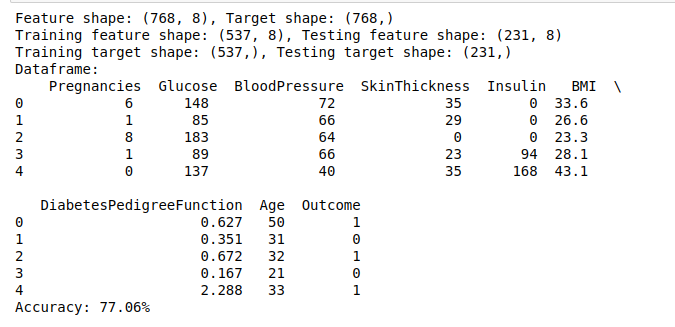 Feature shape: (768, 8), Target shape: (768,)
Training feature shape: (537, 8), Testing feature shape: (231, 8)
Training target shape: (537,), Testing target shape: (231,)
Dataframe:
Pregnancies Glucose BloodPressure SkinThickness Insulin BMI \
0 6 148 72 35 0 33.6
1 1 85 66 29 0 26.6
2 8 183 64 0 0 23.3
3 1 89 66 23 94 28.1
4 0 137 40 35 168 43.1
DiabetesPedigreeFunction Age Outcome
0 0.627 50 1
1 0.351 31 0
2 0.672 32 1
3 0.167 21 0
4 2.288 33 1
Accuracy: 77.06%